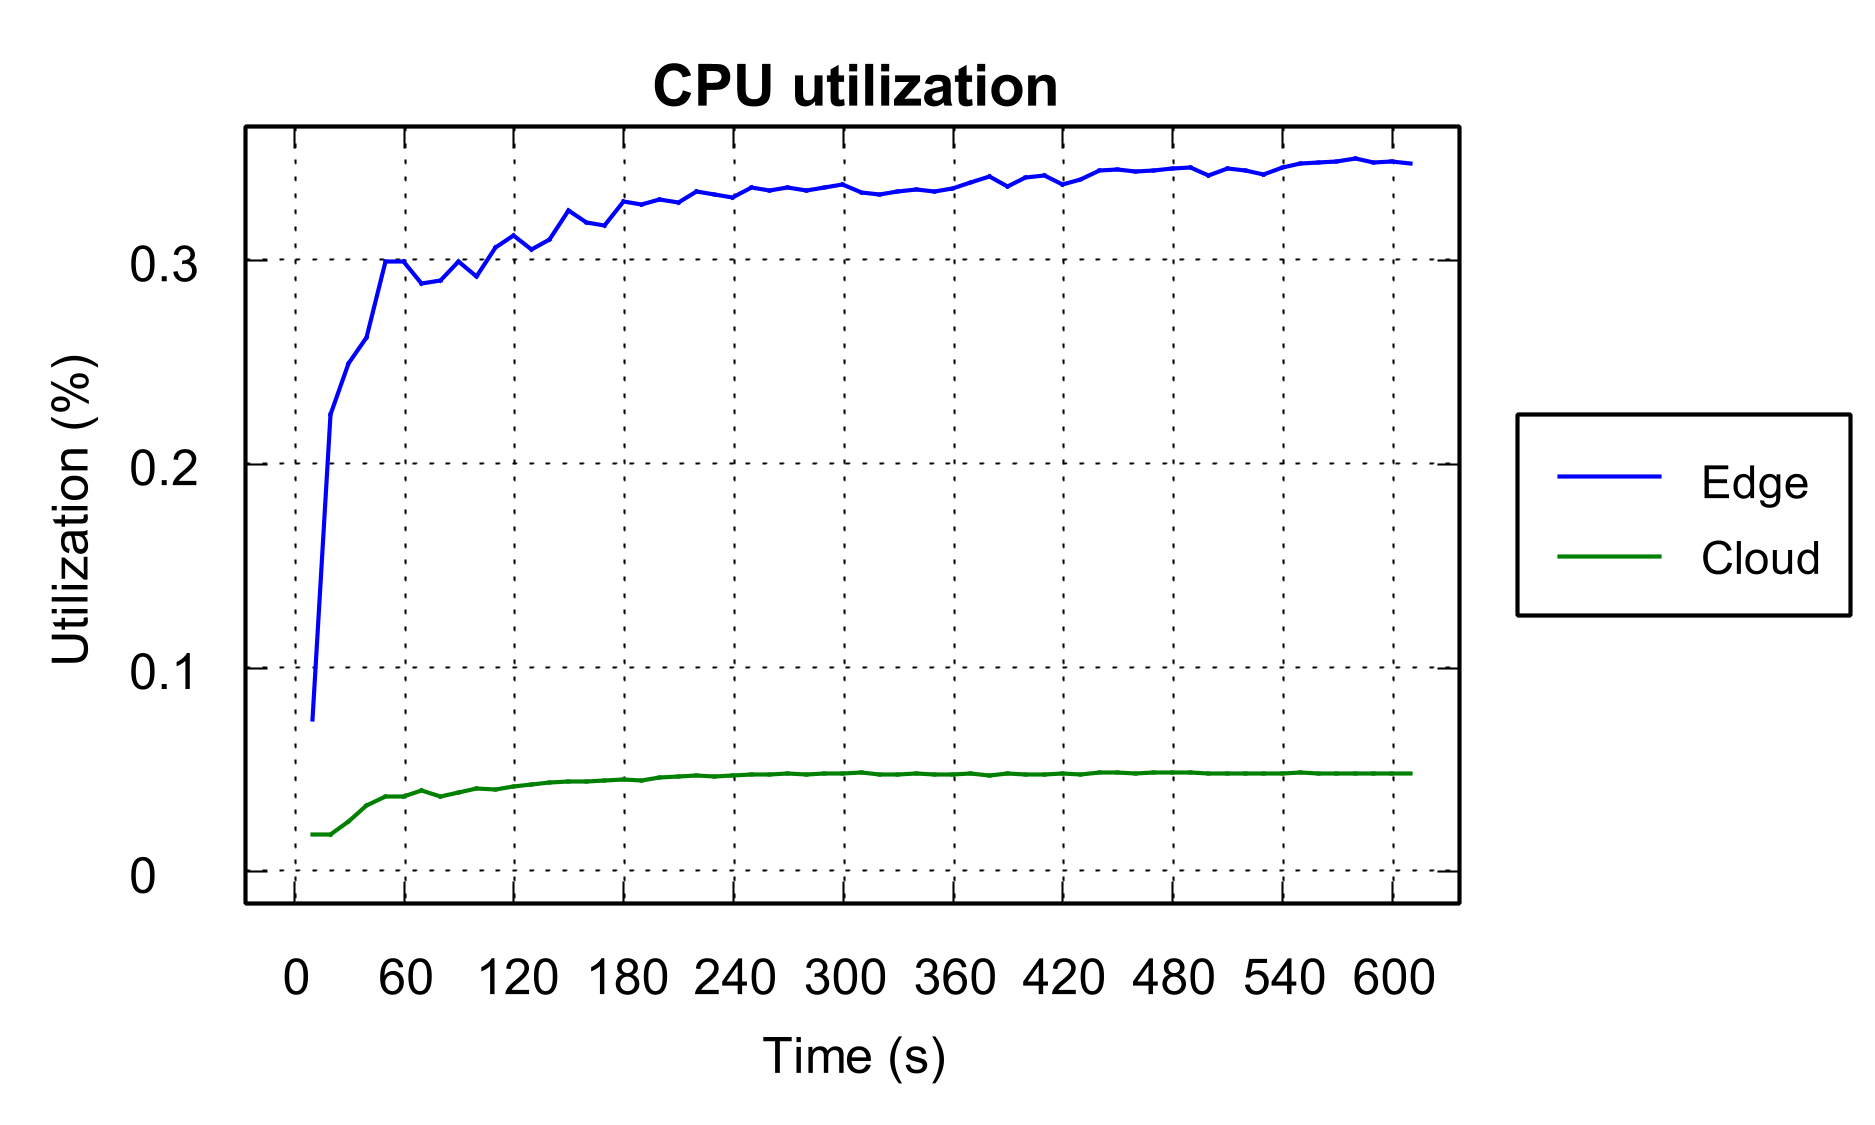 CPU utilization
Utilization (%)
0.3
0.2
0.1
0
0 60 120 180 240 300 360 420 480 540 600
Time (s)
Edge
Cloud